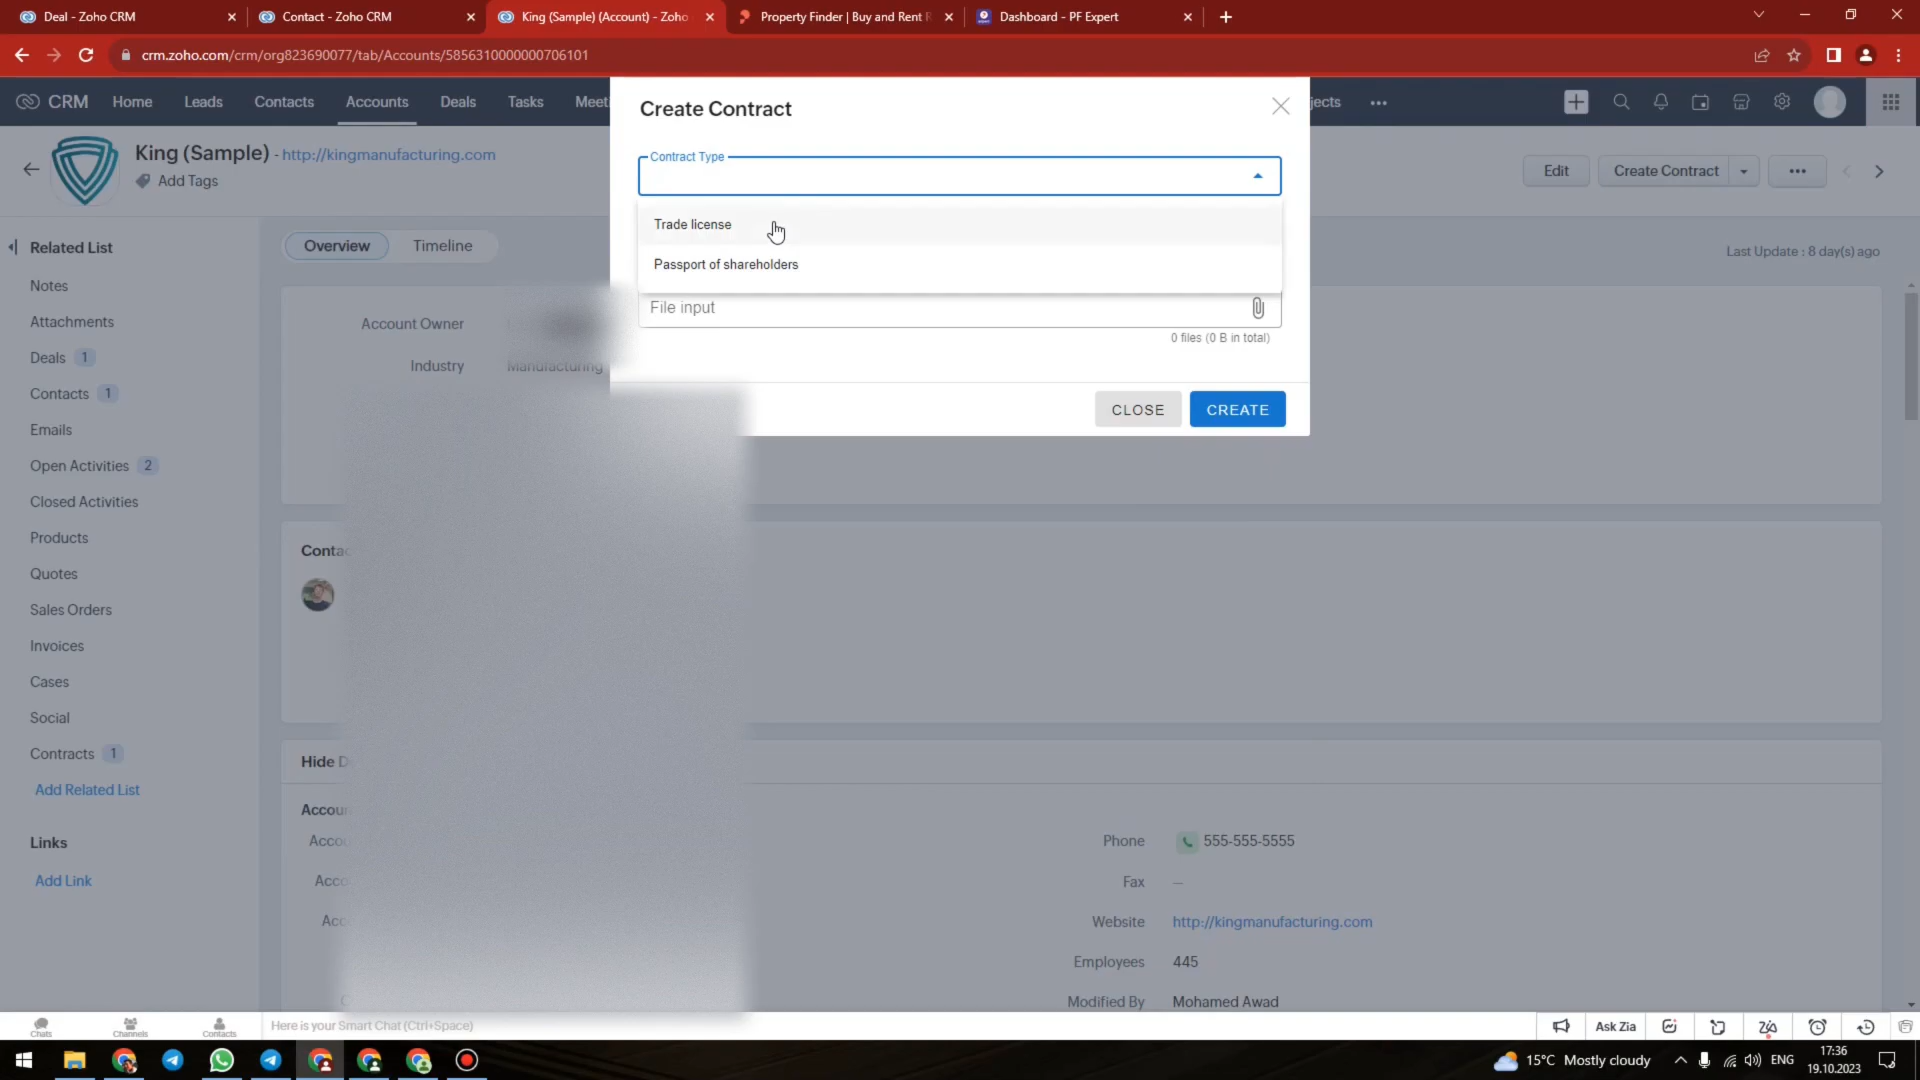 Deal - Zoho CRM
Contact - Zoho CRM
King (Sample) (Account) - Zoho
Property Finder | Buy and Rent R
Dashboard - PF Expert
crm.zoho.com/crm/org823690077/tab/Accounts/5856310000000706101
CRM
Home
Leads
Contacts
Accounts
Deals
Tasks
Meeti
jects
Create Contract
King (Sample) - http://kingmanufacturing.com
Add Tags
Edit
Create Contract
Contract Type
Trade license
Passport of shareholders
File input
0 files (0 B in total)
CLOSE
CREATE
Related List
Overview
Timeline
Last Update : 8 day(s) ago
Notes
Attachments
Deals 1
Contacts 1
Emails
Open Activities 2
Closed Activities
Products
Quotes
Sales Orders
Invoices
Cases
Social
Contracts 1
Add Related List
Links
Add Link
Account Owner
Industry
Manufacturing
Contac
Hide D
Accoun
Accou
Acco
Acc
Phone
555-555-5555
Fax
—
Website
http://kingmanufacturing.com
Employees
445
Modified By
Mohamed Awad
Chats
Channels
Contacts
Here is your Smart Chat (Ctrl+Space)
Ask Zia
15°C Mostly cloudy
ENG
17:36
19.10.2023